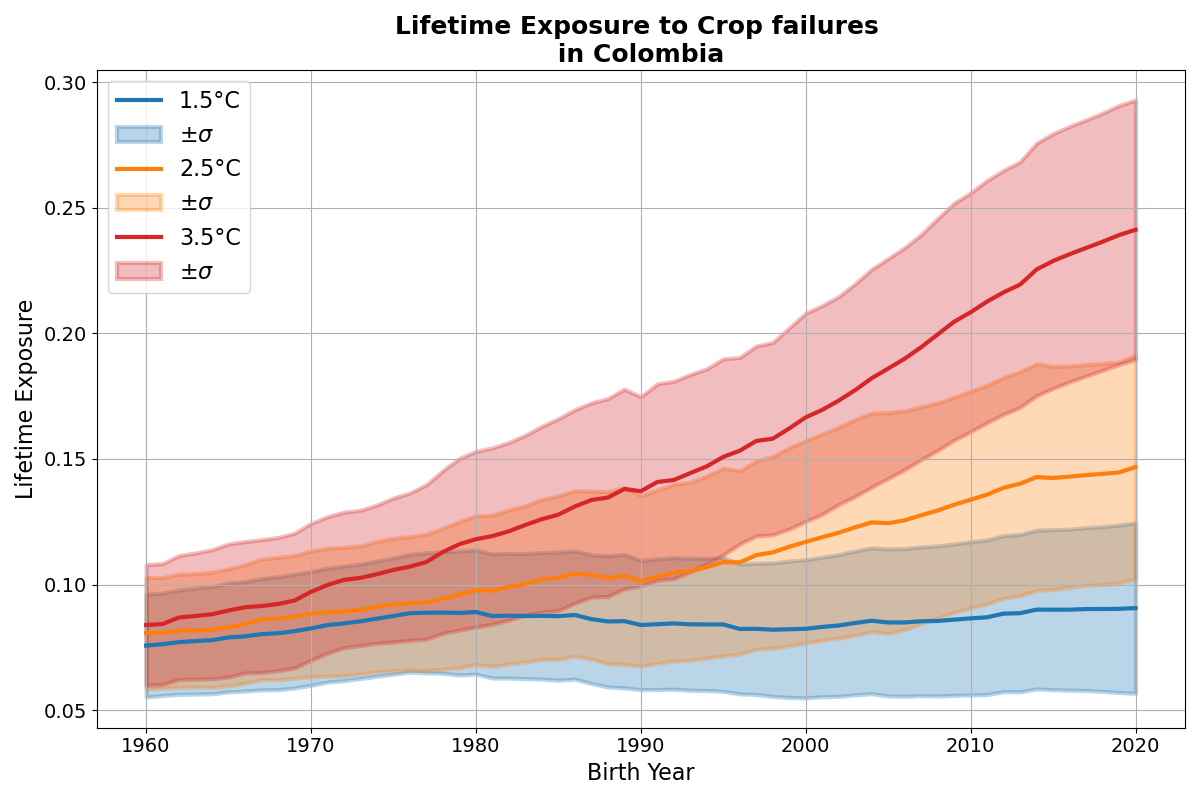 Lifetime Exposure to Crop failures
in Colombia
1.5°C
±σ
2.5°C
±σ
3.5°C
±σ
Lifetime Exposure
0.30
0.25
0.20
0.15
0.10
0.05
1960 1970 1980 1990 2000 2010 2020
Birth Year